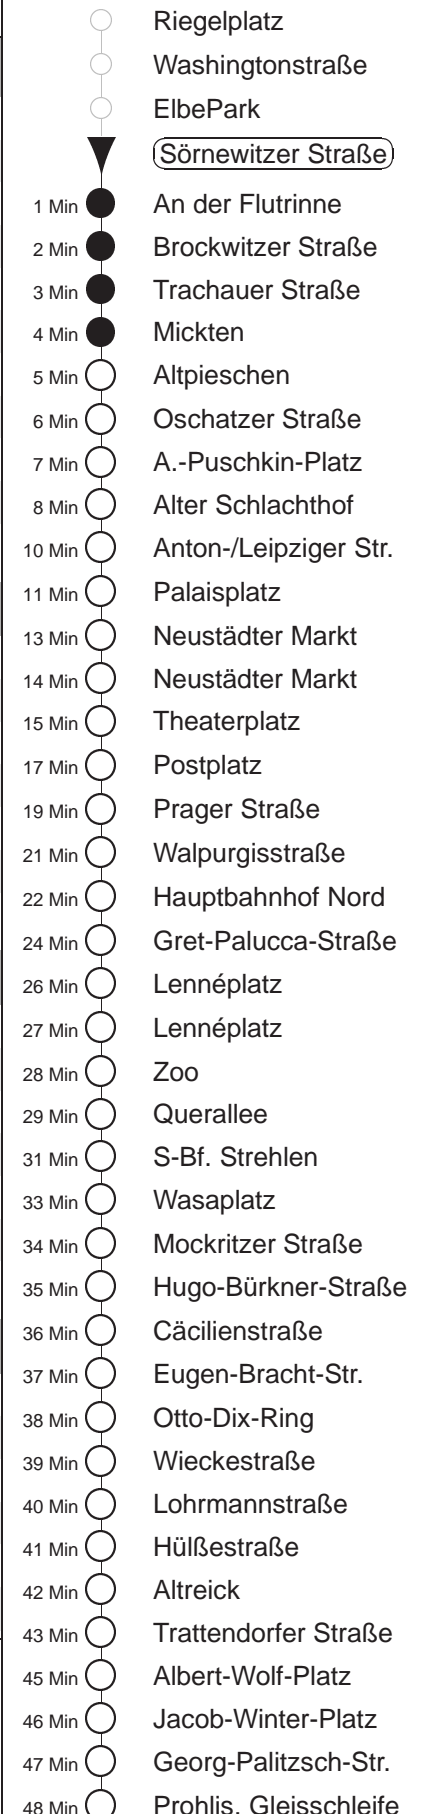 Riegelplatz
Washingtonstraße
ElbePark
Sörnewitzer Straße
1 Min An der Flutrinne
2 Min Brockwitzer Straße
3 Min Trachauer Straße
4 Min Mickten
5 Min Altpieschen
6 Min Oschatzer Straße
7 Min A.-Puschkin-Platz
8 Min Alter Schlachthof
10 Min Anton-/Leipziger Str.
11 Min Palaisplatz
13 Min Neustädter Markt
14 Min Neustädter Markt
15 Min Theaterplatz
17 Min Postplatz
19 Min Prager Straße
21 Min Walpurgisstraße
22 Min Hauptbahnhof Nord
24 Min Gret-Palucca-Straße
26 Min Lennéplatz
27 Min Lennéplatz
28 Min Zoo
29 Min Querallee
31 Min S-Bf. Strehlen
33 Min Wasaplatz
34 Min Mockritzer Straße
35 Min Hugo-Bürkner-Straße
36 Min Cäcilienstraße
37 Min Eugen-Bracht-Str.
38 Min Otto-Dix-Ring
39 Min Wieckestraße
40 Min Lohrmannstraße
41 Min Hülßestraße
42 Min Altreick
43 Min Trattendorfer Straße
45 Min Albert-Wolf-Platz
46 Min Jacob-Winter-Platz
47 Min Georg-Palitzsch-Str.
48 Min Prohlis, Gleisschleife